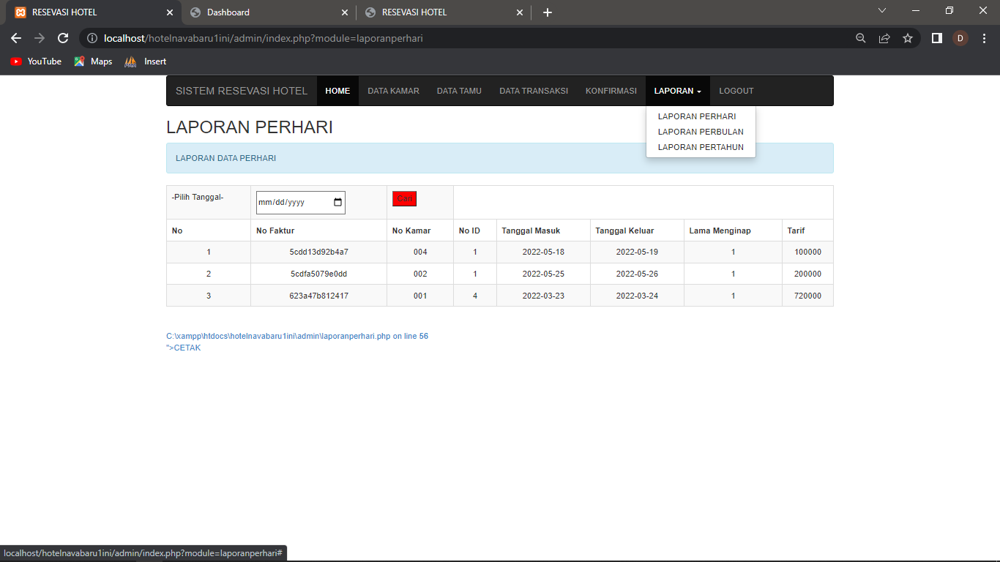 RESEVASI HOTEL
Dashboard
RESEVASI HOTEL
localhost/hotelnavabaru1ini/admin/index.php?module=laporanperhari
D
YouTube
Maps
Insert
SISTEM RESEVASI HOTEL HOME DATA KAMAR DATA TAMU DATA TRANSAKSI KONFIRMASI LAPORAN LOGOUT
LAPORAN PERHARI
LAPORAN PERBULAN
LAPORAN PERTAHUN
LAPORAN PERHARI
LAPORAN DATA PERHARI
-Pilih Tanggal- mm/dd/yyyy Cari
No No Faktur No Kamar No ID Tanggal Masuk Tanggal Keluar Lama Menginap Tarif
1 5cdd13d92b4a7 004 1 2022-05-18 2022-05-19 1 100000
2 5cdfa5079e0dd 002 1 2022-05-25 2022-05-26 1 200000
3 623a47b812417 001 4 2022-03-23 2022-03-24 1 720000
C:\xampp\htdocs\hotelnavabaru1ini\admin\laporanperhari.php on line 56
">CETAK
localhost/hotelnavabaru1ini/admin/index.php?module=laporanperhari#